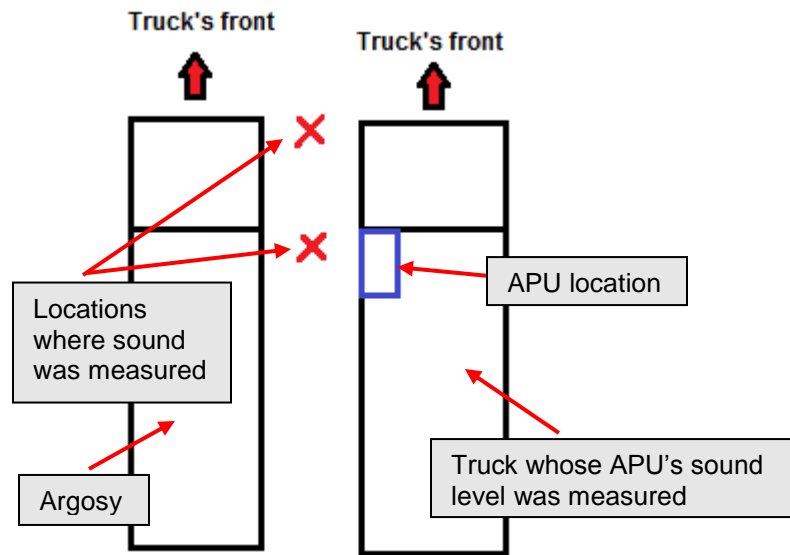 Truck's front
Truck's front
Locations
where sound
was measured
APU location
Argosy
Truck whose APU’s sound
level was measured